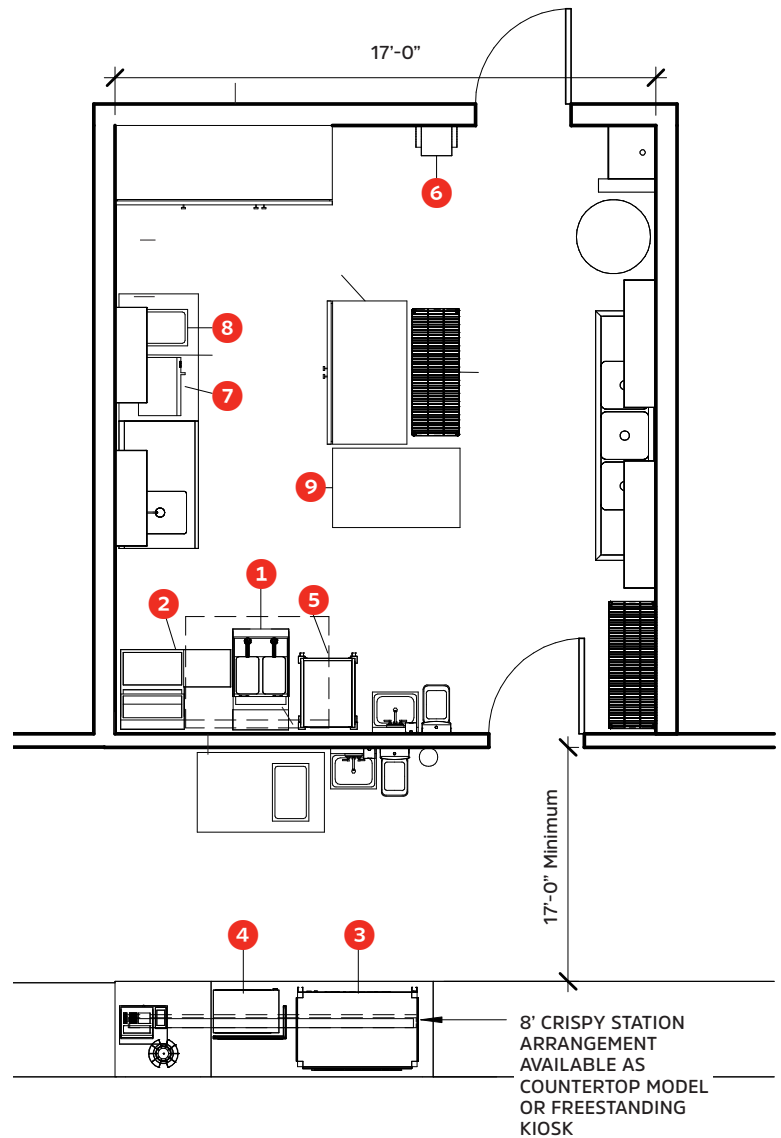 17'-0"
6
8
7
9
1
2
5
17'-0" Minimum
4
3
8' CRISPY STATION
ARRANGEMENT
AVAILABLE AS
COUNTERTOP MODEL
OR FREESTANDING
KIOSK